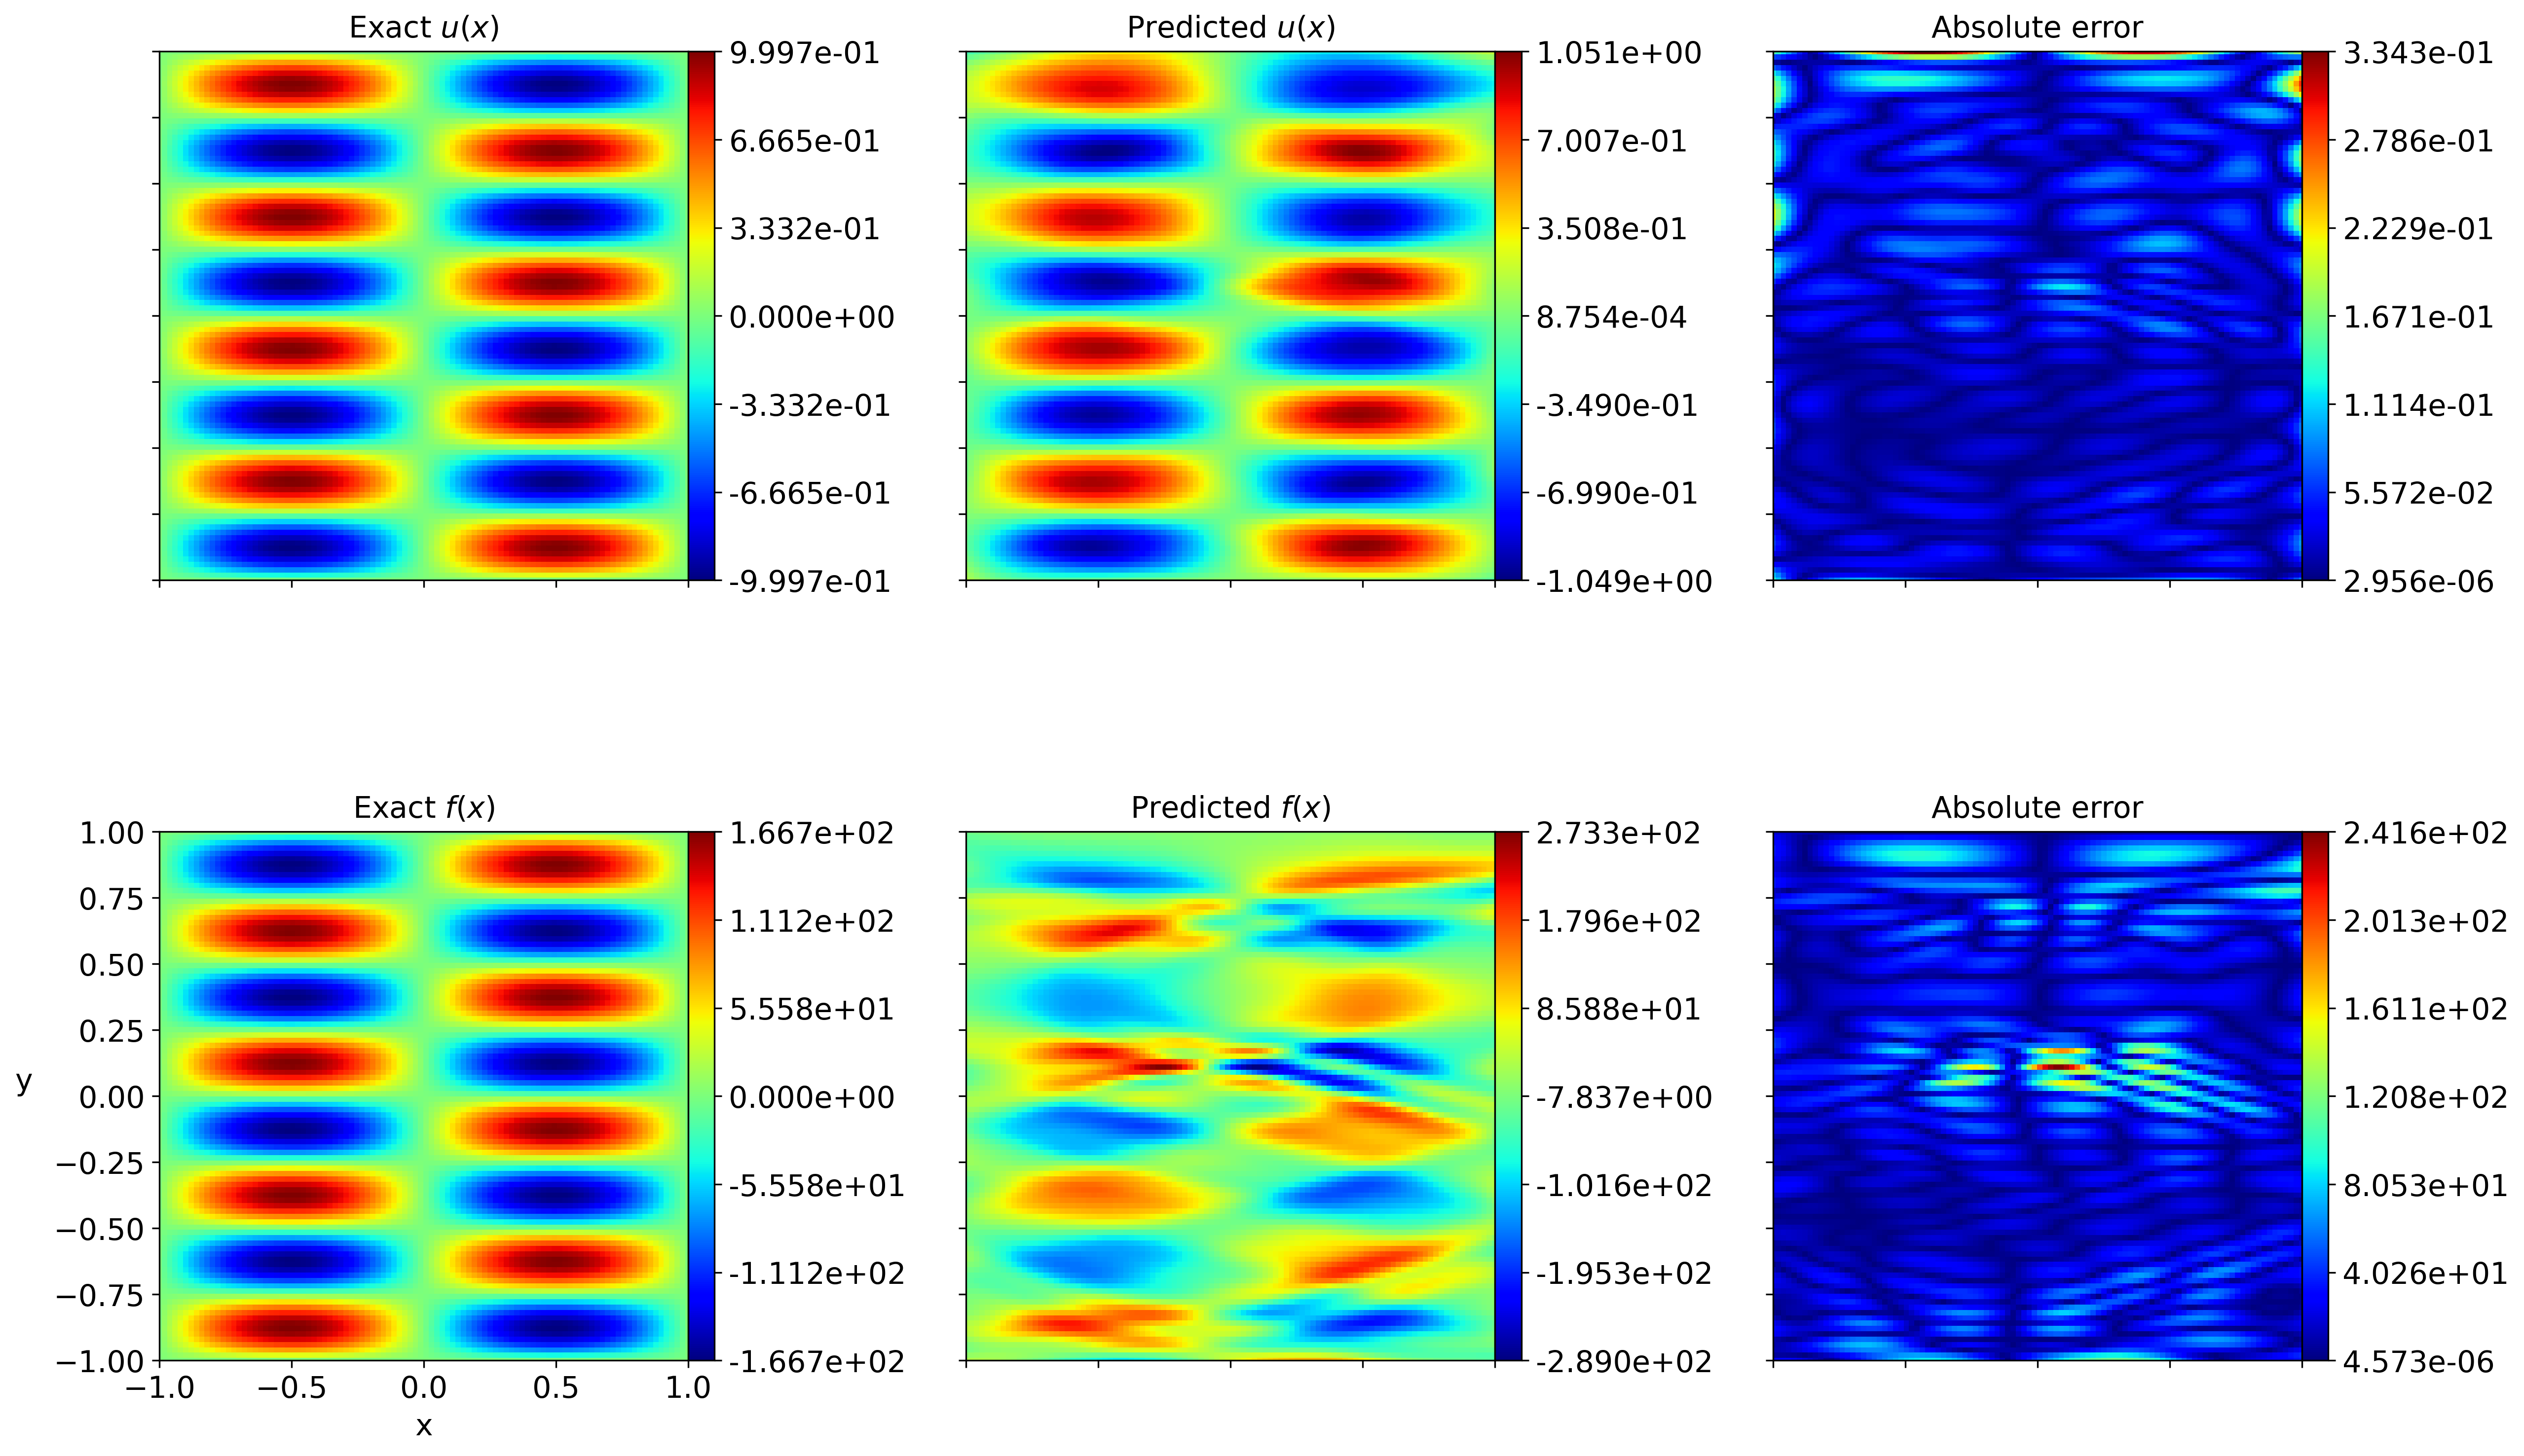 Exact u(x)
Predicted u(x)
Absolute error
9.997e-01
6.665e-01
3.332e-01
0.000e+00
-3.332e-01
-6.665e-01
-9.997e-01
1.051e+00
7.007e-01
3.508e-01
8.754e-04
-3.490e-01
-6.990e-01
-1.049e+00
3.343e-01
2.786e-01
2.229e-01
1.671e-01
1.114e-01
5.572e-02
2.956e-06
Exact f(x)
Predicted f(x)
Absolute error
1.00
0.75
0.50
0.25
0.00
−0.25
−0.50
−0.75
−1.00
y
−1.0 −0.5 0.0 0.5 1.0
x
1.667e+02
1.112e+02
5.558e+01
0.000e+00
-5.558e+01
-1.112e+02
-1.667e+02
2.733e+02
1.796e+02
8.588e+01
-7.837e+00
-1.016e+02
-1.953e+02
-2.890e+02
2.416e+02
2.013e+02
1.611e+02
1.208e+02
8.053e+01
4.026e+01
4.573e-06